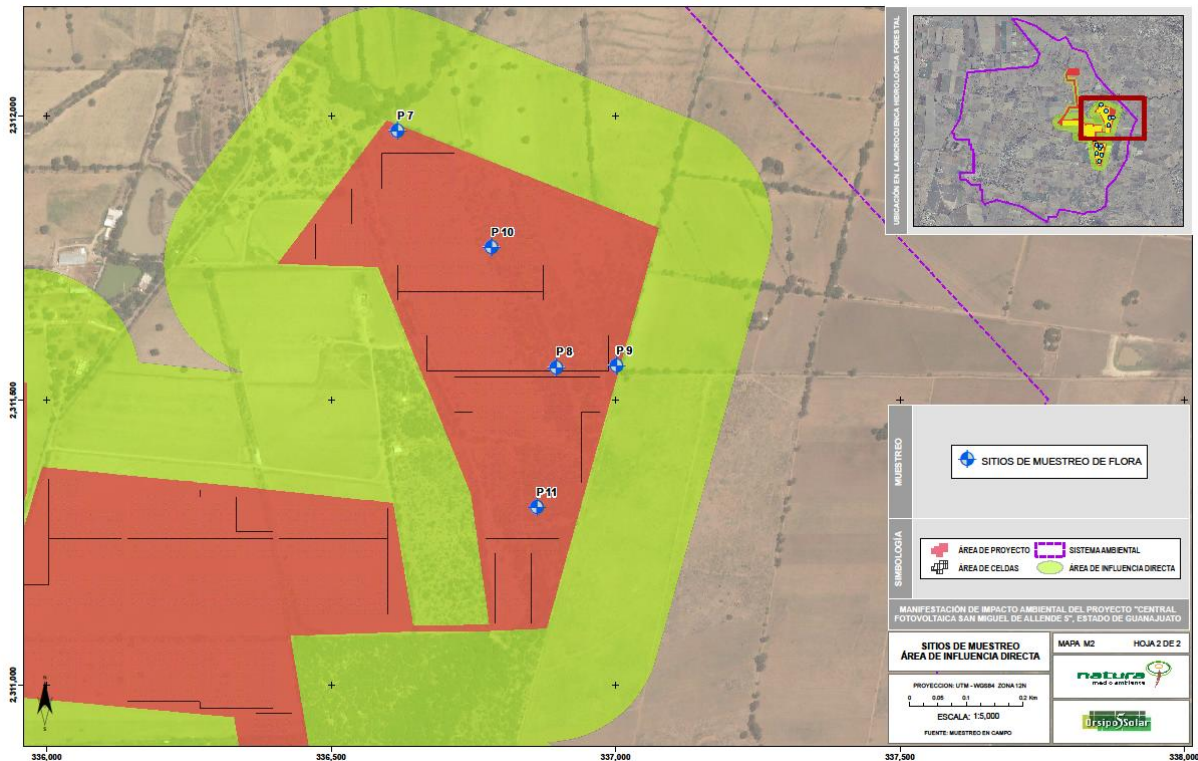 2,312,000
2,311,500
2,311,000
P 7
P 10
P 8
P 9
P 11
UBICACIÓN EN LA MICROCUENCA HIDROLOGICA FORESTAL
MUESTREO
SITIOS DE MUESTREO DE FLORA
SIMBOLOGÍA
ÁREA DE PROYECTO
SISTEMA AMBIENTAL
ÁREA DE CELDAS
ÁREA DE INFLUENCIA DIRECTA
MANIFESTACIÓN DE IMPACTO AMBIENTAL DEL PROYECTO "CENTRAL
FOTOVOLTAICA SAN MIGUEL DE ALLENDE 5", ESTADO DE GUANAJUATO
SITIOS DE MUESTREO
ÁREA DE INFLUENCIA DIRECTA
MAPA M2
HOJA 2 DE 2
PROYECCION: UTM - WGS84 ZONA 12N
0 0.05 0.1 0.2 Km
ESCALA: 1:5,000
FUENTE: MUESTREO EN CAMPO
natura
medio ambiente
Orsipo 5 Solar
N
S
336,000
336,500
337,000
337,500
338,000